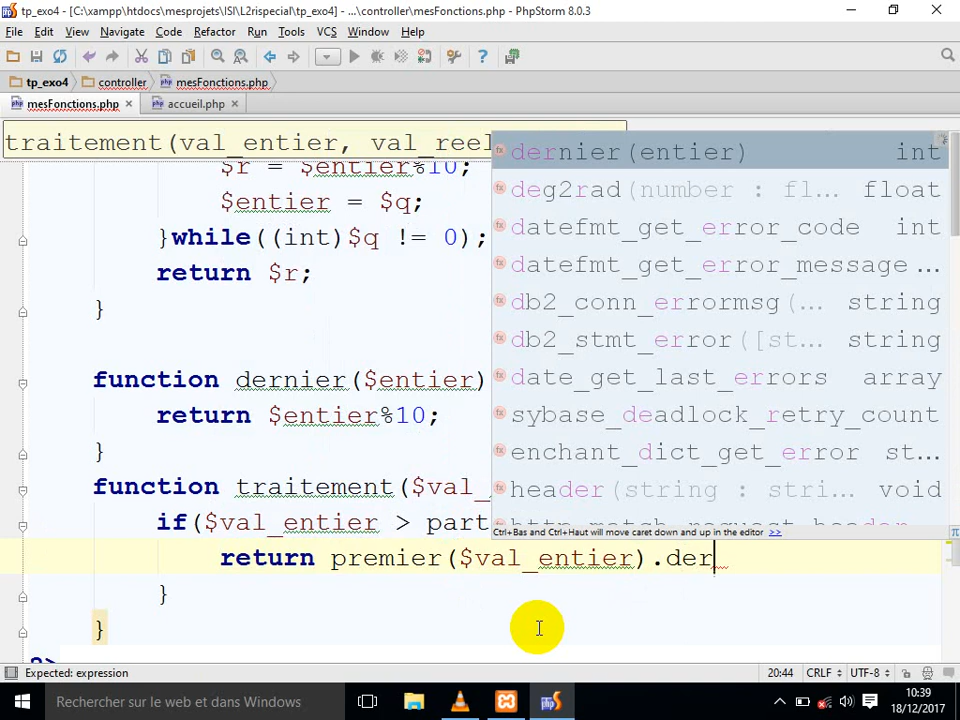 tp_exo4 - [C:\xampp\htdocs\mesprojets\ISI\L2rispecial\tp_exo4] - ...\controller\mesFonctions.php - PhpStorm 8.0.3
File Edit View Navigate Code Refactor Run Tools VCS Window Help
tp_exo4 controller mesFonctions.php
mesFonctions.php accueil.php
traitement(val_entier, val_reel
$r = $entier%10;
$entier = $q;
}while((int)$q != 0);
return $r;
}
function dernier($entier)
return $entier%10;
}
function traitement($val_
if($val_entier > part
return premier($val_entier).der
}
}
?>
dernier(entier) int
deg2rad(number : fl... float
datefmt_get_error_code int
datefmt_get_error_message...
db2_conn_errormsg(... string
db2_stmt_error([st... string
date_get_last_errors array
sybase_deadlock_retry_count
enchant_dict_get_error st...
header(string : stri... void
http_match_request_header
Ctrl+Bas and Ctrl+Haut will move caret down and up in the editor >>
Expected: expression 20:44 CRLF UTF-8
Rechercher sur le web et dans Windows
10:39
18/12/2017